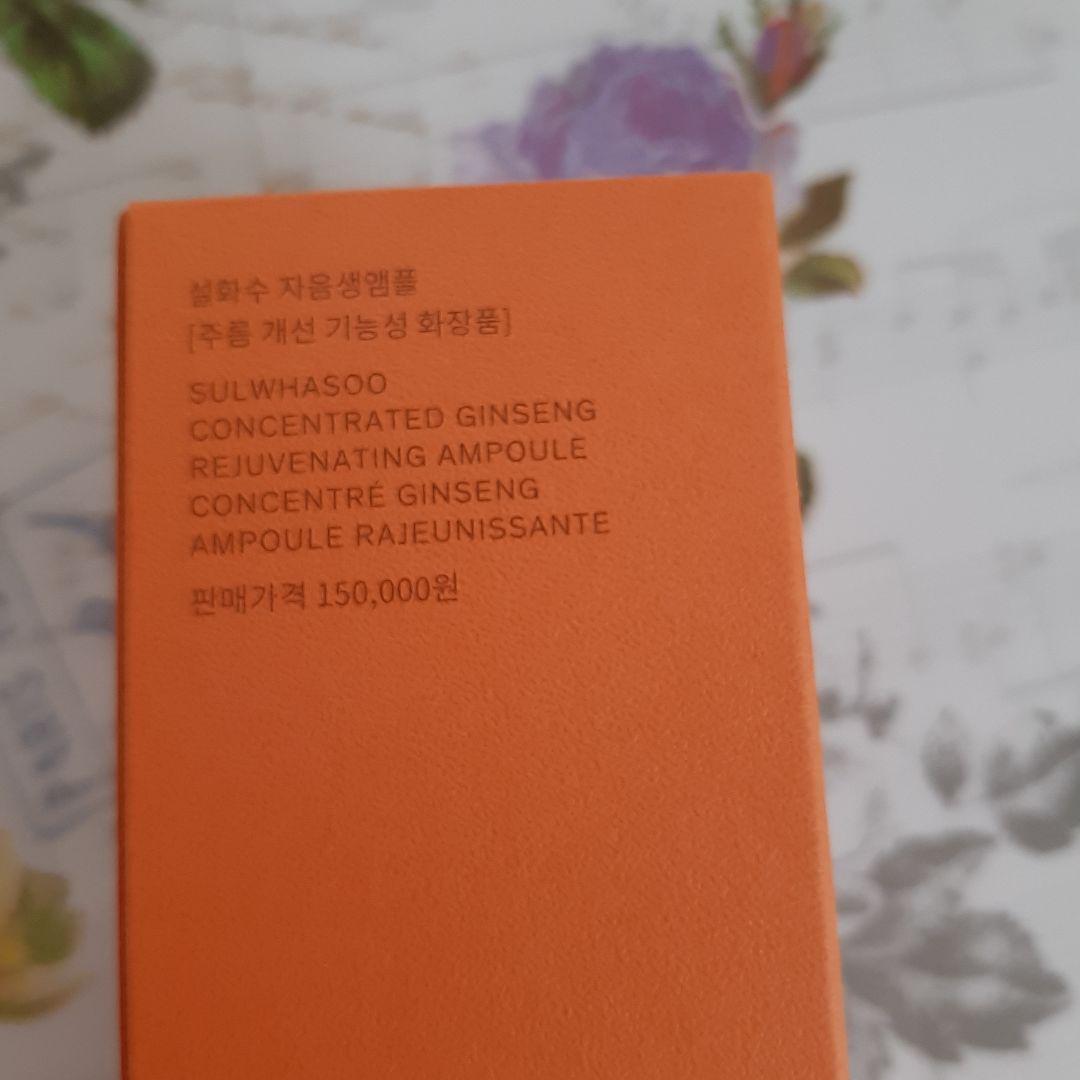 설화수 자음생앰플
[주름 개선 기능성 화장품]
SULWHASOO
CONCENTRATED GINSENG
REJUVENATING AMPOULE
CONCENTRÉ GINSENG
AMPOULE RAJEUNISSANTE
판매가격 150,000원
PARIS